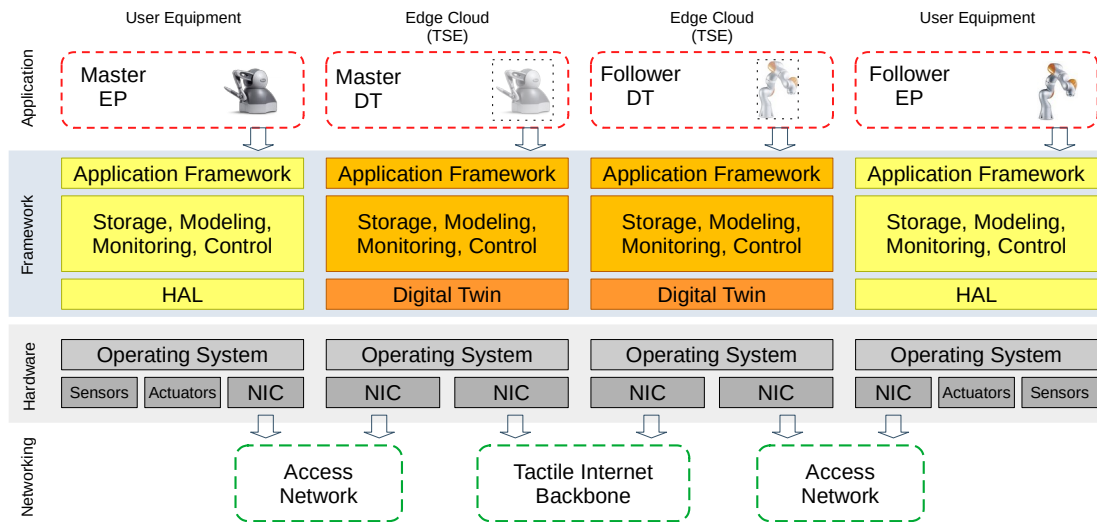 User Equipment
Edge Cloud
(TSE)
Edge Cloud
(TSE)
User Equipment
Application
Master
EP
Master
DT
Follower
DT
Follower
EP
Framework
Application Framework
Application Framework
Application Framework
Application Framework
Storage, Modeling,
Monitoring, Control
Storage, Modeling,
Monitoring, Control
Storage, Modeling,
Monitoring, Control
Storage, Modeling,
Monitoring, Control
HAL
Digital Twin
Digital Twin
HAL
Hardware
Operating System
Operating System
Operating System
Operating System
Sensors
Actuators
NIC
NIC
NIC
NIC
NIC
NIC
Actuators
Sensors
Networking
Access
Network
Tactile Internet
Backbone
Access
Network